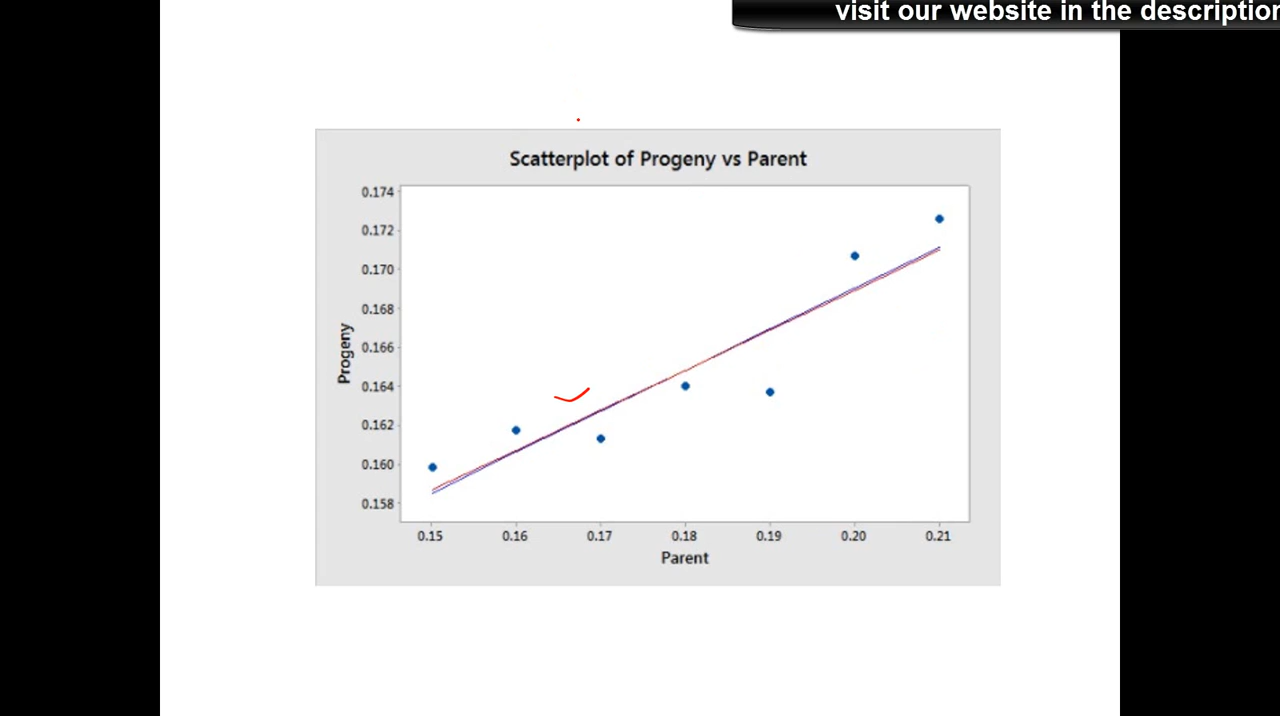 visit our website in the description
Scatterplot of Progeny vs Parent
0.174
0.172
0.170
0.168
0.166
0.164
0.162
0.160
0.158
Progeny
0.15 0.16 0.17 0.18 0.19 0.20 0.21
Parent